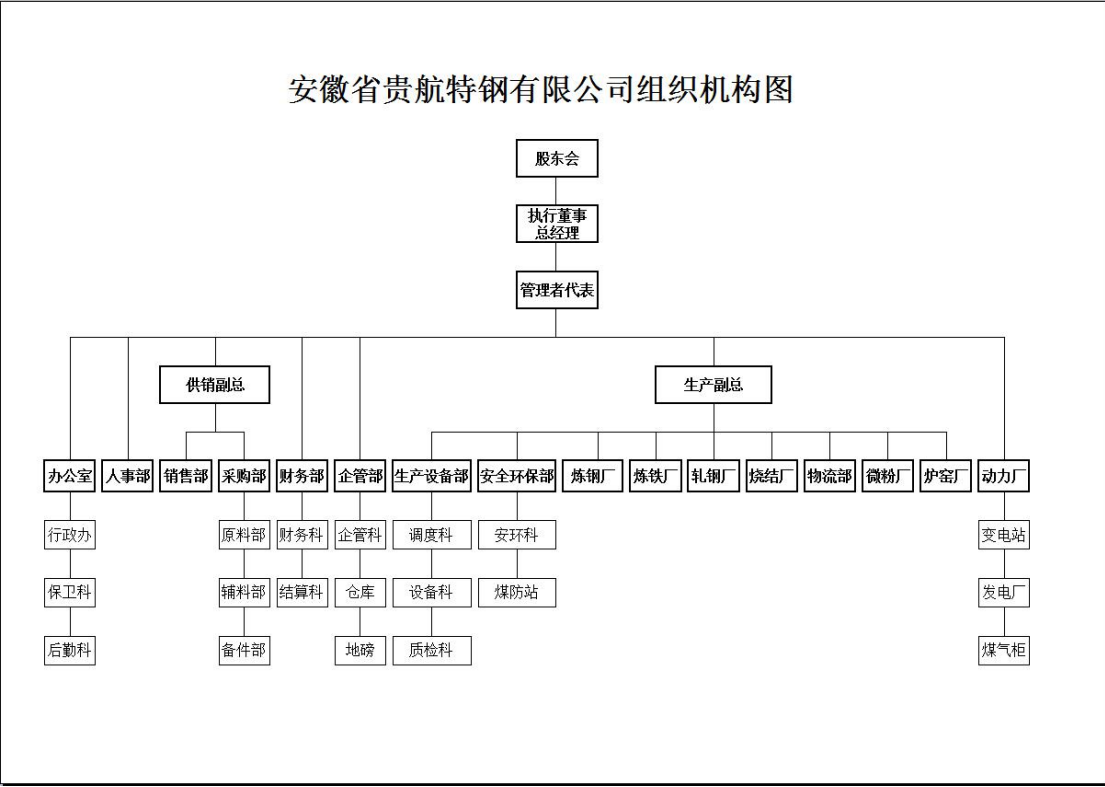 安徽省贵航特钢有限公司组织机构图
股东会
执行董事
总经理
管理者代表
供销副总
生产副总
办公室
人事部
销售部
采购部
财务部
企管部
生产设备部
安全环保部
炼钢厂
炼铁厂
轧钢厂
烧结厂
物流部
微粉厂
炉窑厂
动力厂
行政办
原料部
财务科
企管科
调度科
安环科
变电站
保卫科
辅料部
结算科
仓库
设备科
煤防站
发电厂
后勤科
备件部
地磅
质检科
煤气柜